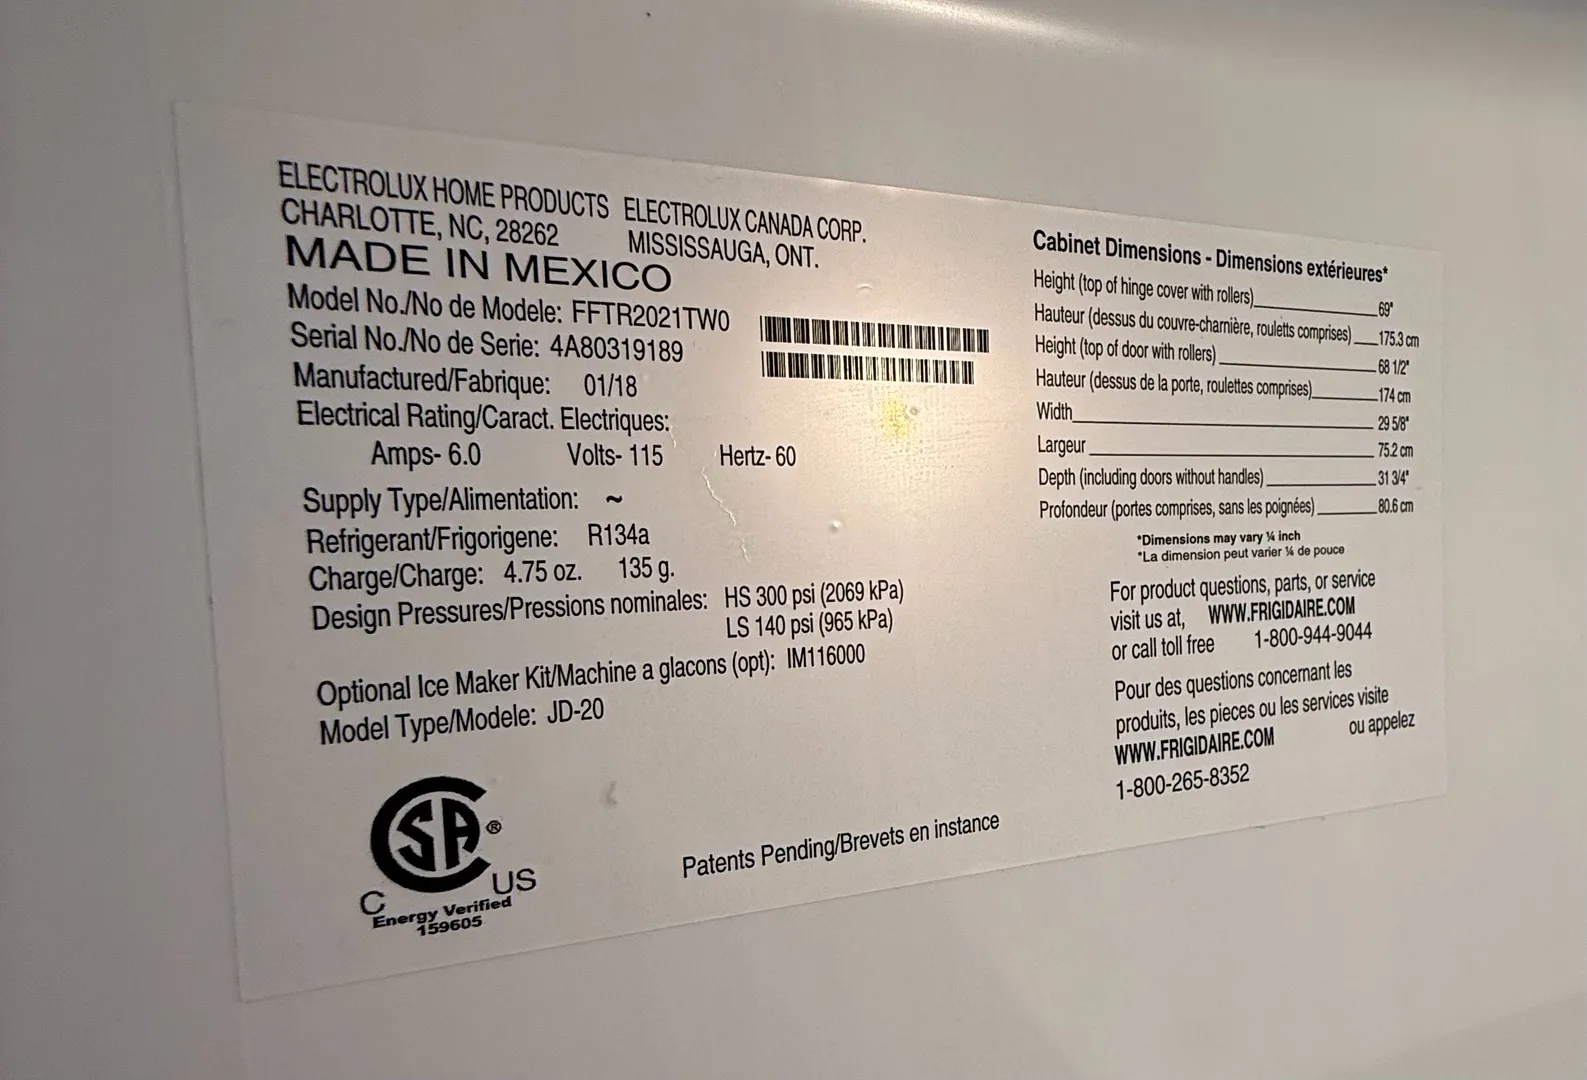 ELECTROLUX HOME PRODUCTS ELECTROLUX CANADA CORP.
CHARLOTTE, NC, 28262 MISSISSAUGA, ONT.
MADE IN MEXICO
Model No./No de Modele: FFTR2021TW0
Serial No./No de Serie: 4A80319189
Manufactured/Fabrique: 01/18
Electrical Rating/Caract. Electriques:
Amps- 6.0 Volts- 115 Hertz- 60
Supply Type/Alimentation: ~
Refrigerant/Frigorigene: R134a
Charge/Charge: 4.75 oz. 135 g.
Design Pressures/Pressions nominales: HS 300 psi (2069 kPa)
LS 140 psi (965 kPa)
Optional Ice Maker Kit/Machine a glacons (opt): IM116000
Model Type/Modele: JD-20
CSA®
C US
Energy Verified
159605
Patents Pending/Brevets en instance
Cabinet Dimensions - Dimensions extérieures*
Height (top of hinge cover with rollers) 69"
Hauteur (dessus du couvre-charnière, rouletts comprises) 175.3 cm
Height (top of door with rollers) 68 1/2"
Hauteur (dessus de la porte, roulettes comprises) 174 cm
Width 29 5/8"
Largeur 75.2 cm
Depth (including doors without handles) 31 3/4"
Profondeur (portes comprises, sans les poignées) 80.6 cm
*Dimensions may vary ¼ inch
*La dimension peut varier ¼ de pouce
For product questions, parts, or service
visit us at, WWW.FRIGIDAIRE.COM
or call toll free 1-800-944-9044
Pour des questions concernant les
produits, les pieces ou les services visite
WWW.FRIGIDAIRE.COM ou appelez
1-800-265-8352